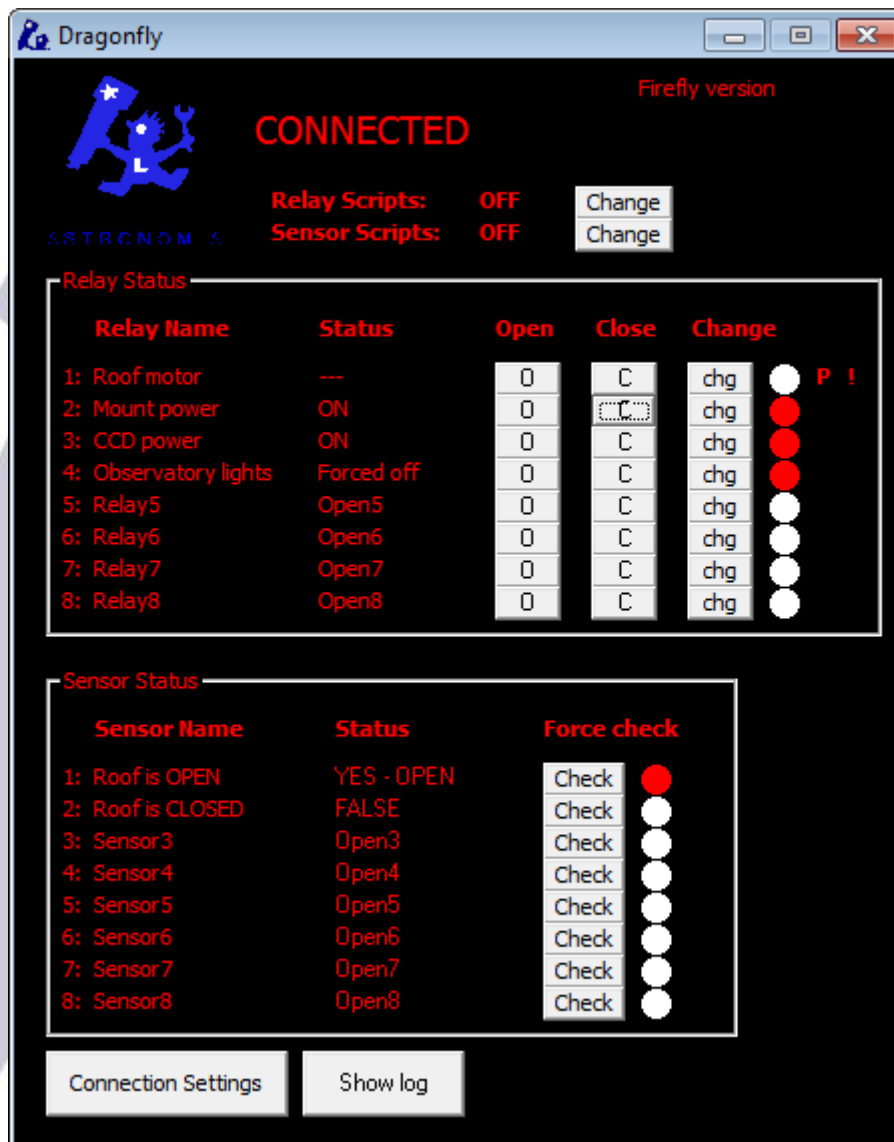 Dragonfly
Firefly version
CONNECTED
L
ASTRONOMIA
Relay Scripts: OFF Change
Sensor Scripts: OFF Change
Relay Status
Relay Name Status Open Close Change
1: Roof motor --- O C chg P !
2: Mount power ON O C chg
3: CCD power ON O C chg
4: Observatory lights Forced off O C chg
5: Relay5 Open5 O C chg
6: Relay6 Open6 O C chg
7: Relay7 Open7 O C chg
8: Relay8 Open8 O C chg
Sensor Status
Sensor Name Status Force check
1: Roof is OPEN YES - OPEN Check
2: Roof is CLOSED FALSE Check
3: Sensor3 Open3 Check
4: Sensor4 Open4 Check
5: Sensor5 Open5 Check
6: Sensor6 Open6 Check
7: Sensor7 Open7 Check
8: Sensor8 Open8 Check
Connection Settings Show log